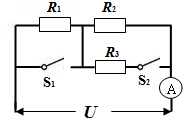 R₁ R₂
R₃
S₁ S₂ A
U